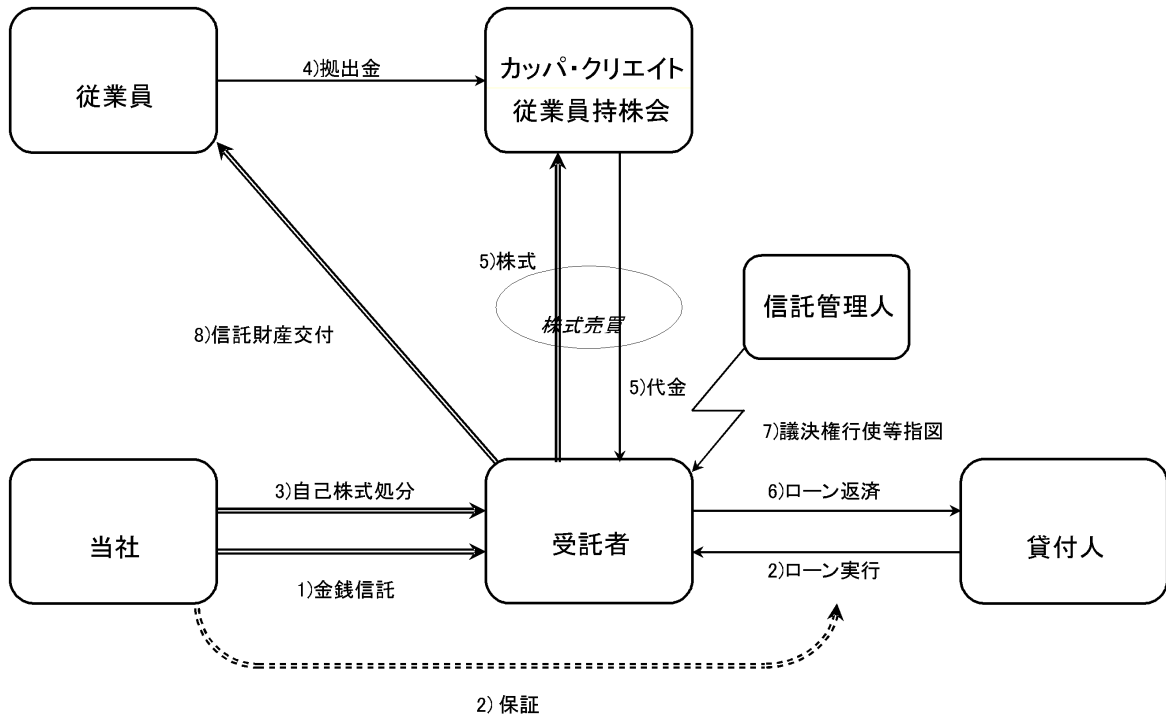 4)拠出金
従業員
カッパ・クリエイト
従業員持株会
5)株式
株式売買
信託管理人
8)信託財産交付
5)代金
7)議決権行使等指図
3)自己株式処分
6)ローン返済
当社
受託者
貸付人
1)金銭信託
2)ローン実行
2) 保証